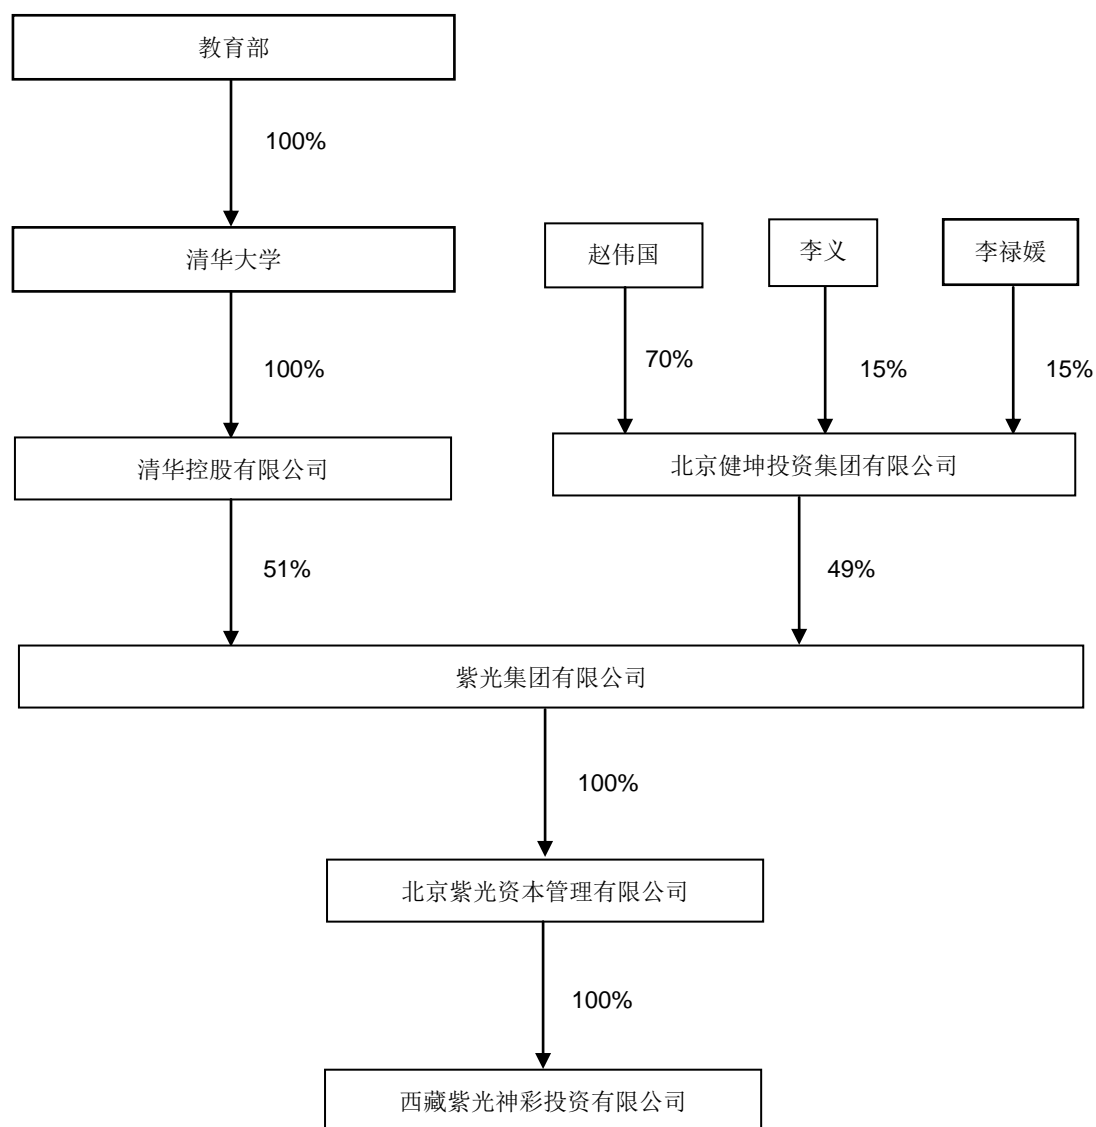 教育部
100%
清华大学
赵伟国
李义
李禄媛
100%
70%
15%
15%
清华控股有限公司
北京健坤投资集团有限公司
51%
49%
紫光集团有限公司
100%
北京紫光资本管理有限公司
100%
西藏紫光神彩投资有限公司